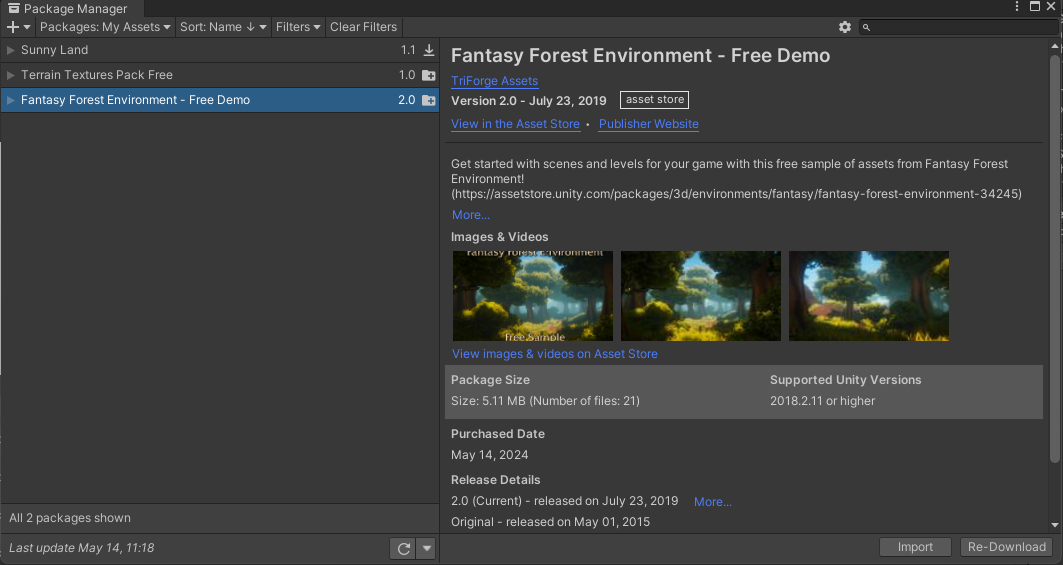 Package Manager
Packages: My Assets Sort: Name ↓ Filters Clear Filters
Sunny Land 1.1
Terrain Textures Pack Free 1.0
Fantasy Forest Environment - Free Demo 2.0
All 2 packages shown
Last update May 14, 11:18
Fantasy Forest Environment - Free Demo
TriForge Assets
Version 2.0 - July 23, 2019 asset store
View in the Asset Store • Publisher Website
Get started with scenes and levels for your game with this free sample of assets from Fantasy Forest
Environment!
(https://assetstore.unity.com/packages/3d/environments/fantasy/fantasy-forest-environment-34245)
More...
Images & Videos
Fantasy Forest Environment
Free Sample
View images & videos on Asset Store
Package Size Supported Unity Versions
Size: 5.11 MB (Number of files: 21) 2018.2.11 or higher
Purchased Date
May 14, 2024
Release Details
2.0 (Current) - released on July 23, 2019 More...
Original - released on May 01, 2015
Import Re-Download